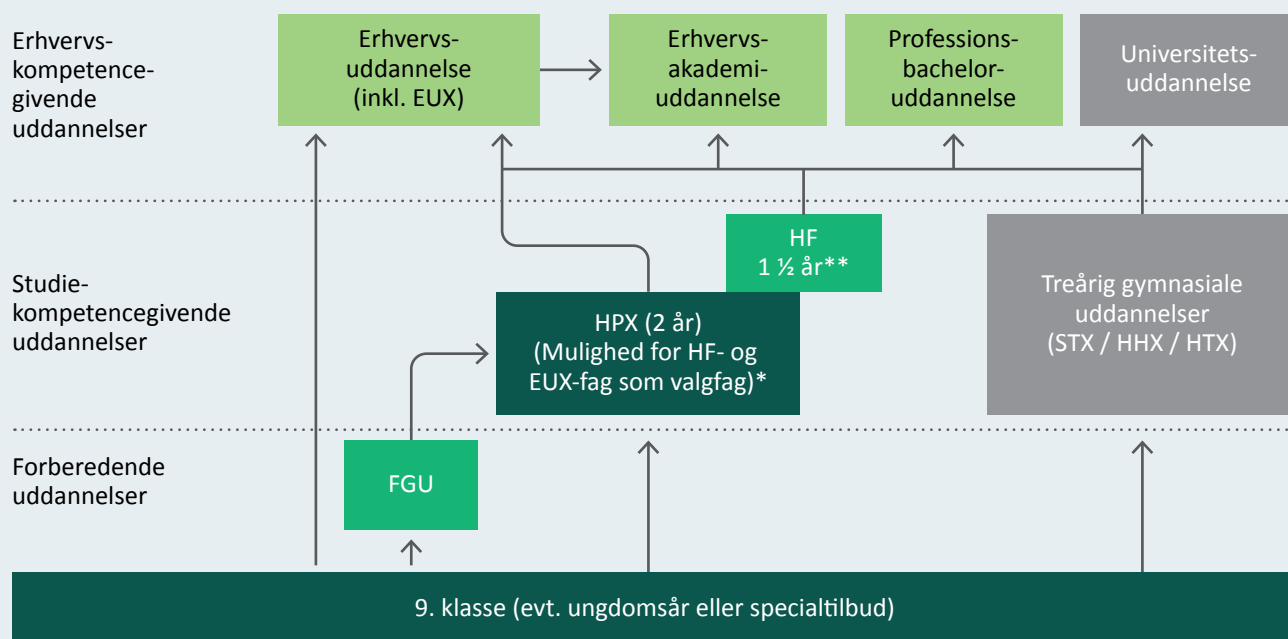 Erhvervs-
kompetence-
givende
uddannelser
Erhvervs-
uddannelse
(inkl. EUX)
Erhvervs-
akademi-
uddannelse
Professions-
bachelor-
uddannelse
Universitets-
uddannelse
Studie-
kompetencegivende
uddannelser
HF
1 ½ år**
HPX (2 år)
(Mulighed for HF- og
EUX-fag som valgfag)*
Treårig gymnasiale
uddannelser
(STX / HHX / HTX)
Forberedende
uddannelser
FGU
9. klasse (evt. ungdomsår eller specialtilbud)